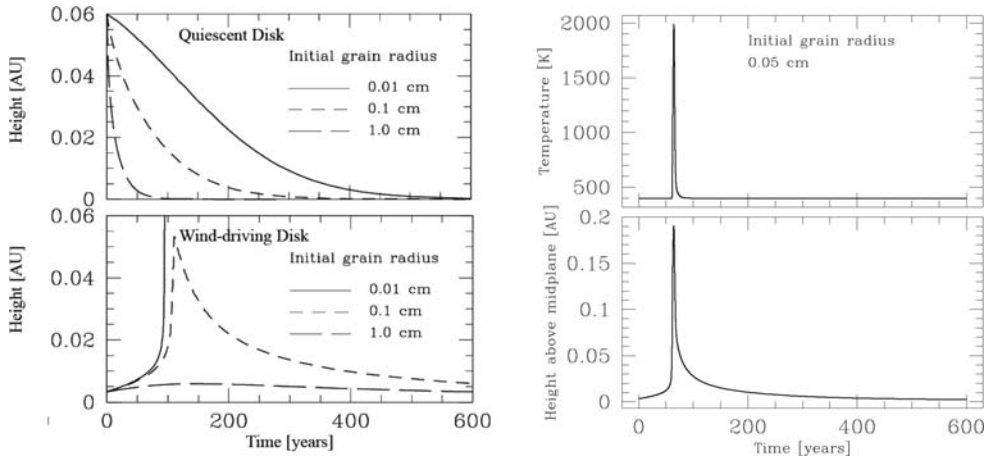 0.06
0.04
0.02
0
Height [AU]
Quiescent Disk
Initial grain radius
0.01 cm
0.1 cm
1.0 cm
0.06
0.04
0.02
0
Height [AU]
Wind-driving Disk
Initial grain radius
0.01 cm
0.1 cm
1.0 cm
0 200 400 600
Time [years]
2000
1500
1000
500
Temperature [K]
Initial grain radius
0.05 cm
0.2
0.15
0.1
0.05
0
Height above midplane [AU]
0 200 400 600
Time [years]